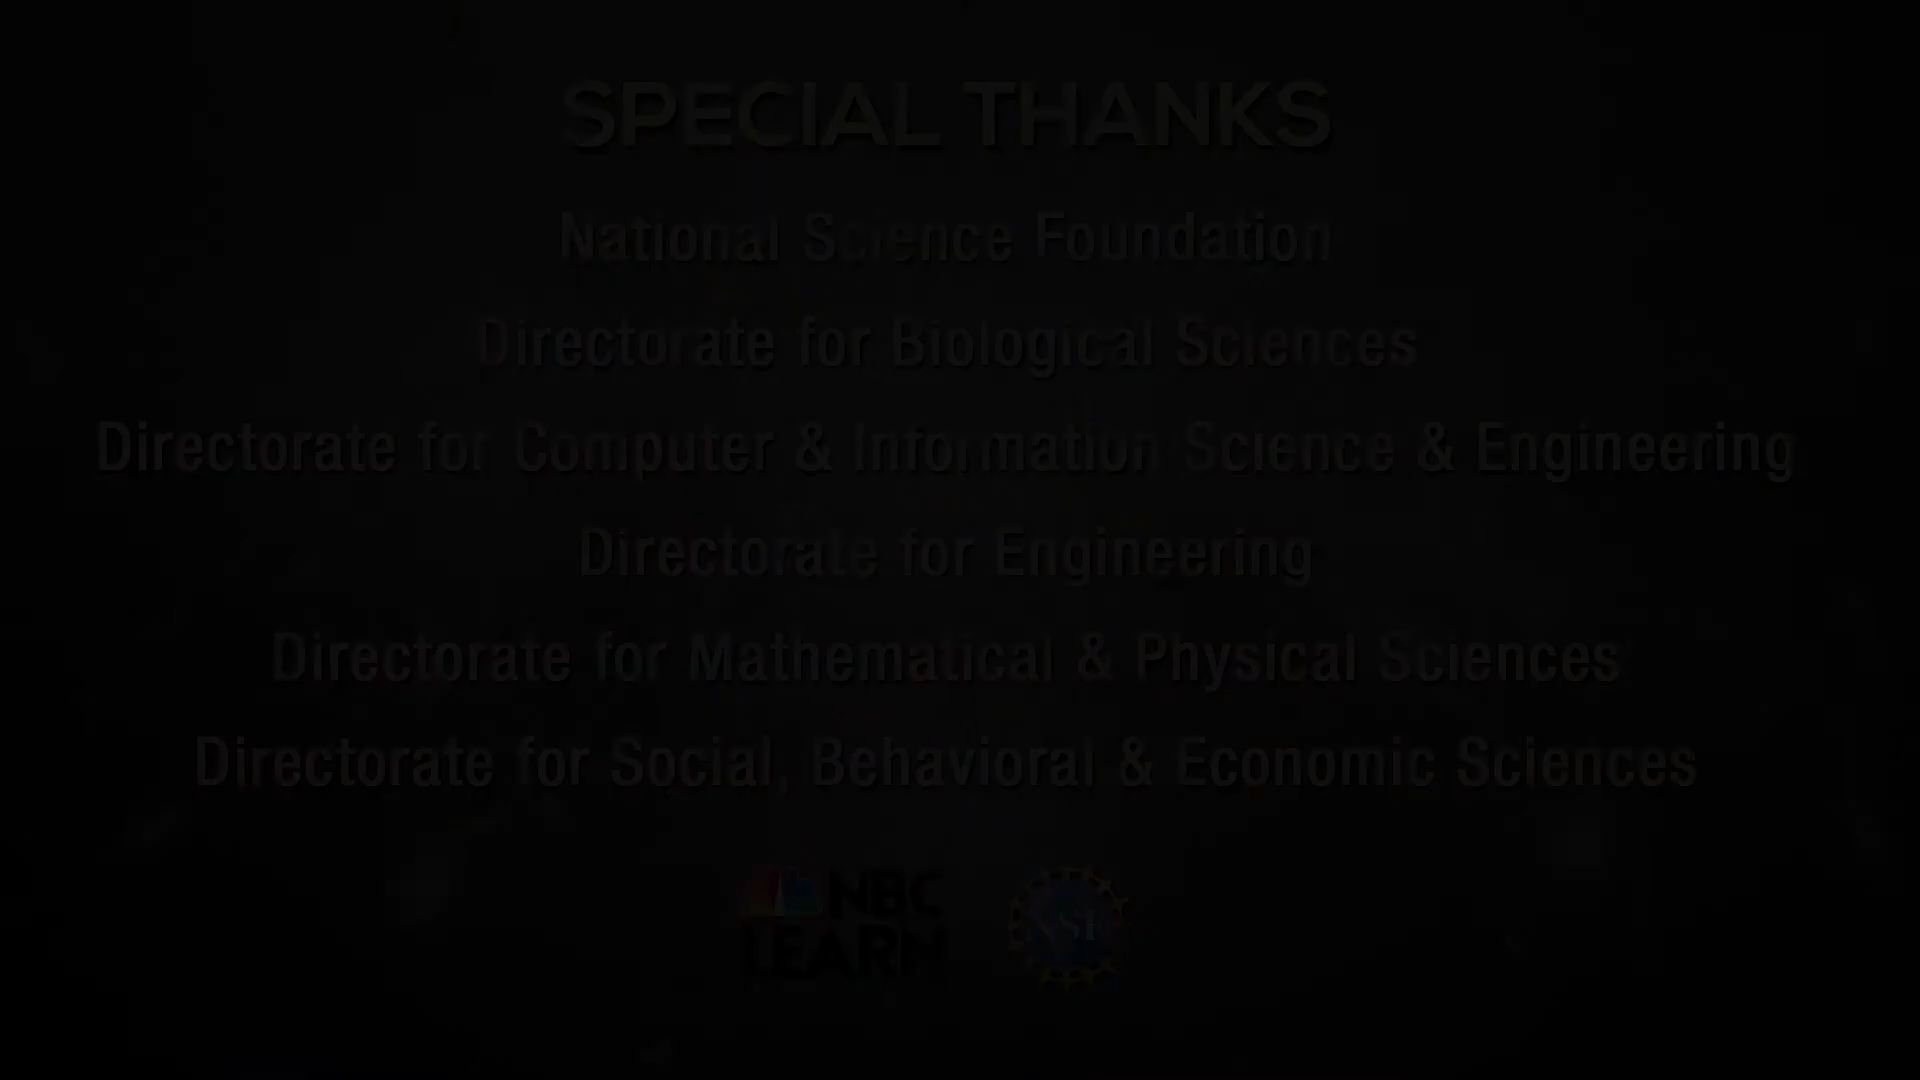 SPECIAL THANKS
National Science Foundation
Directorate for Biological Sciences
Directorate for Computer & Information Science & Engineering
Directorate for Engineering
Directorate for Mathematical & Physical Sciences
Directorate for Social, Behavioral & Economic Sciences
NBC
LEARN
NSF